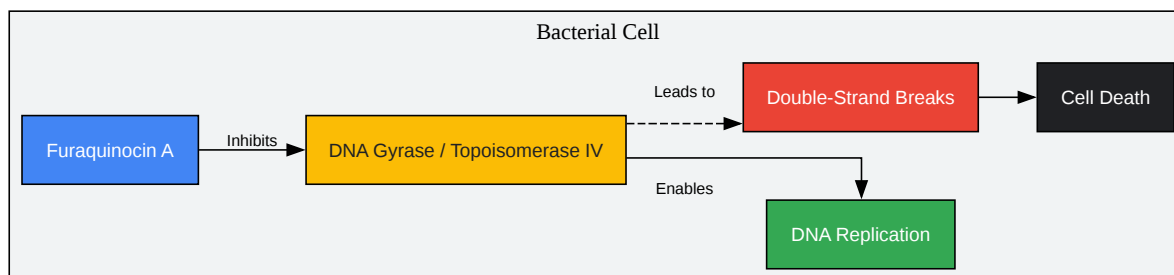 Bacterial Cell
Furaquinocin A
Inhibits
DNA Gyrase / Topoisomerase IV
Leads to
Double-Strand Breaks
Cell Death
Enables
DNA Replication